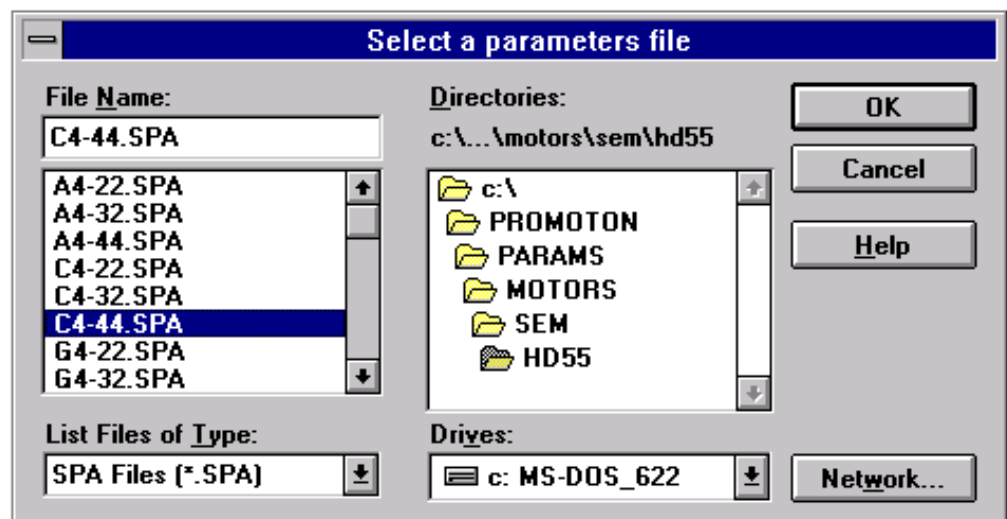 Select a parameters file
File Name:
C4-44.SPA
A4-22.SPA
A4-32.SPA
A4-44.SPA
C4-22.SPA
C4-32.SPA
C4-44.SPA
G4-22.SPA
G4-32.SPA
List Files of Type:
SPA Files (*.SPA)
Directories:
c:\...\motors\sem\hd55
c:\
PROMOTON
PARAMS
MOTORS
SEM
HD55
Drives:
c: MS-DOS_622
OK
Cancel
Help
Network...